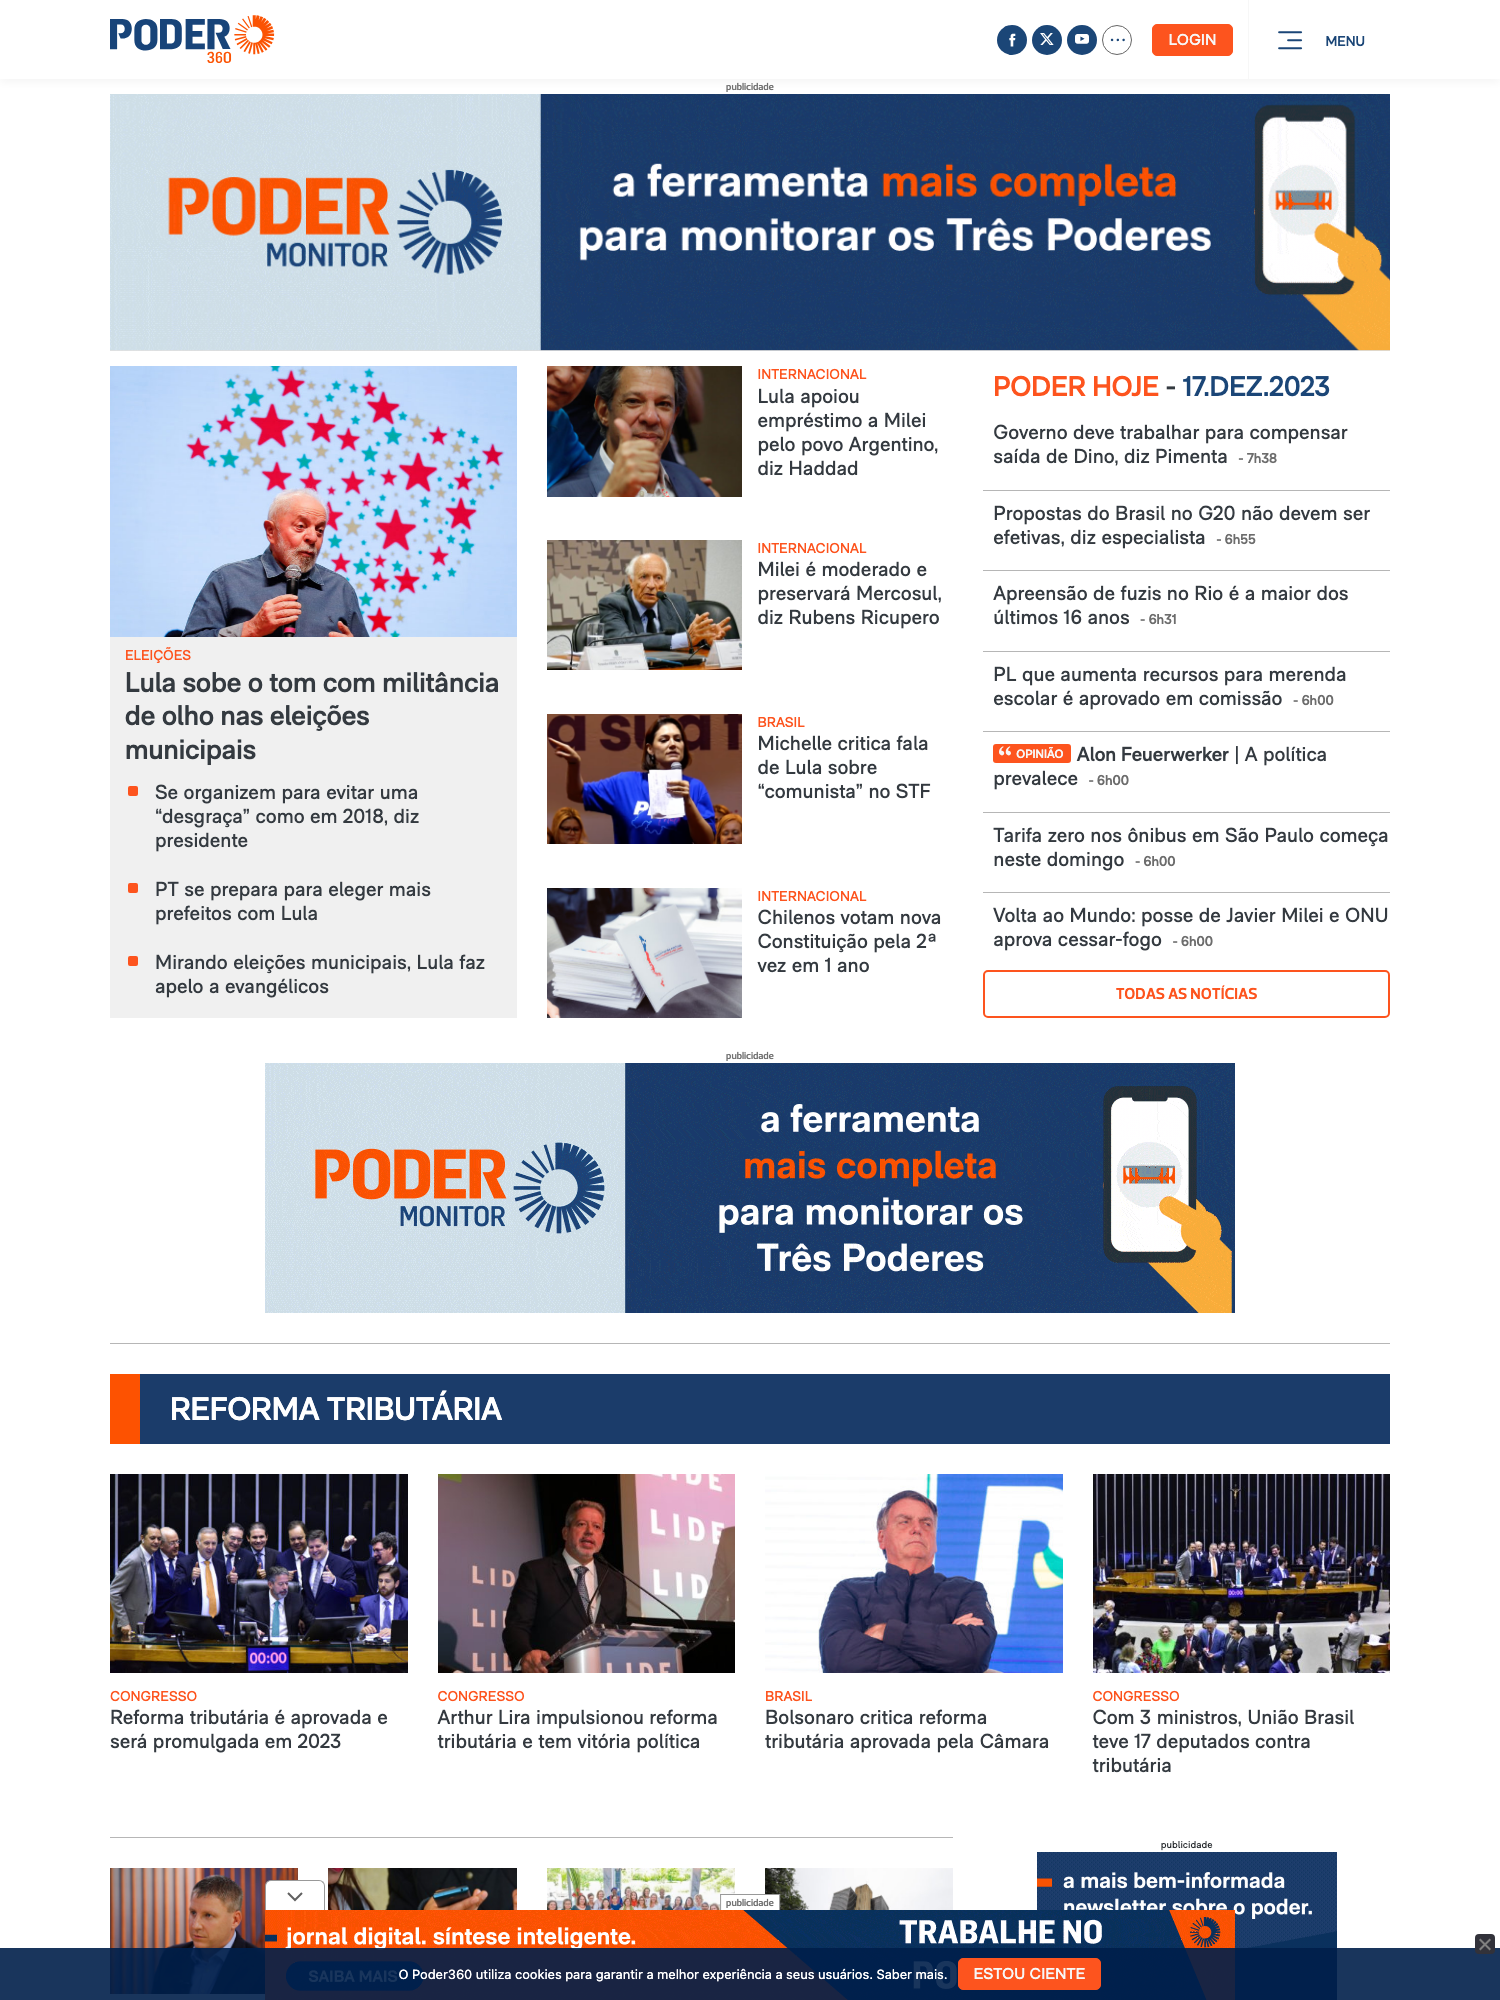 PODER
360
LOGIN
MENU
publicidade
PODER
MONITOR
a ferramenta mais completa
para monitorar os Três Poderes
ELEIÇÕES
Lula sobe o tom com militância
de olho nas eleições
municipais
Se organizem para evitar uma
“desgraça” como em 2018, diz
presidente
PT se prepara para eleger mais
prefeitos com Lula
Mirando eleições municipais, Lula faz
apelo a evangélicos
INTERNACIONAL
Lula apoiou
empréstimo a Milei
pelo povo Argentino,
diz Haddad
INTERNACIONAL
Milei é moderado e
preservará Mercosul,
diz Rubens Ricupero
BRASIL
Michelle critica fala
de Lula sobre
“comunista” no STF
INTERNACIONAL
Chilenos votam nova
Constituição pela 2ª
vez em 1 ano
PODER HOJE - 17.DEZ.2023
Governo deve trabalhar para compensar
saída de Dino, diz Pimenta - 7h38
Propostas do Brasil no G20 não devem ser
efetivas, diz especialista - 6h55
Apreensão de fuzis no Rio é a maior dos
últimos 16 anos - 6h31
PL que aumenta recursos para merenda
escolar é aprovado em comissão - 6h00
“ OPINIÃO Alon Feuerwerker | A política
prevalece - 6h00
Tarifa zero nos ônibus em São Paulo começa
neste domingo - 6h00
Volta ao Mundo: posse de Javier Milei e ONU
aprova cessar-fogo - 6h00
TODAS AS NOTÍCIAS
publicidade
PODER
MONITOR
a ferramenta
mais completa
para monitorar os
Três Poderes
REFORMA TRIBUTÁRIA
00:00
LIDE
LIDE
LID
LID
LIDE
CONGRESSO
Reforma tributária é aprovada e
será promulgada em 2023
CONGRESSO
Arthur Lira impulsionou reforma
tributária e tem vitória política
BRASIL
Bolsonaro critica reforma
tributária aprovada pela Câmara
CONGRESSO
Com 3 ministros, União Brasil
teve 17 deputados contra
tributária
publicidade
a mais bem-informada
newsletter sobre o poder.
publicidade
jornal digital. síntese inteligente.
TRABALHE NO
SAIBA MAIS
O Poder360 utiliza cookies para garantir a melhor experiência a seus usuários. Saber mais.
ESTOU CIENTE